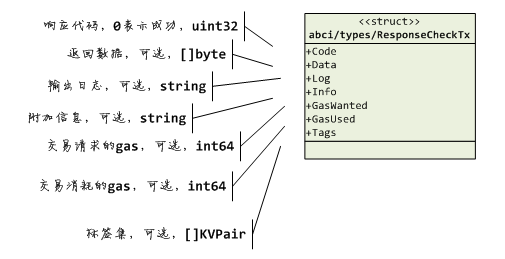 响应代码，0表示成功，uint32
返回数据，可选，[]byte
输出日志，可选，string
附加信息，可选，string
交易请求的gas，可选，int64
交易消耗的gas，可选，int64
标签集，可选，[]KVPair
<<struct>>
abci/types/ResponseCheckTx
+Code
+Data
+Log
+Info
+GasWanted
+GasUsed
+Tags